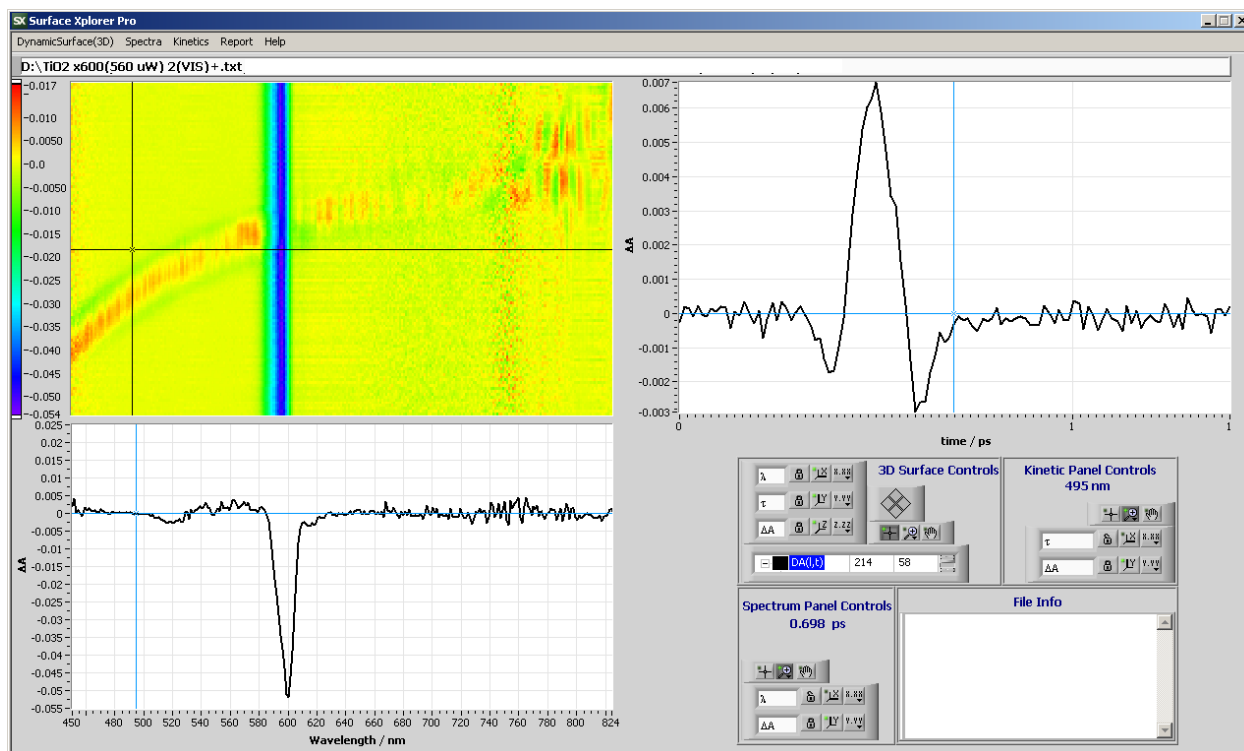 SX Surface Xplorer Pro
DynamicSurface(3D) Spectra Kinetics Report Help
D:\TiO2 x600(560 uW) 2(VIS)+.txt
-0.017
-0.010
-0.0050
-0.0
-0.0050
-0.010
-0.015
-0.020
-0.025
-0.030
-0.035
-0.040
-0.045
-0.054
0.007
0.006
0.005
0.004
0.003
0.002
0.001
0
-0.001
-0.002
-0.003
ΔA
0 1 1
time / ps
0.025
0.02
0.015
0.01
0.005
0
-0.005
-0.01
-0.015
-0.02
-0.025
-0.03
-0.035
-0.04
-0.045
-0.05
-0.055
ΔA
450 480 500 520 540 560 580 600 620 640 660 680 700 720 740 760 780 800 824
Wavelength / nm
3D Surface Controls
λ X X.XX
τ Y Y.YY
ΔA Z Z.ZZ
DA(l,t) 214 58
Kinetic Panel Controls
495 nm
τ X X.XX
ΔA Y Y.YY
Spectrum Panel Controls
0.698 ps
λ X X.XX
ΔA Y Y.YY
File Info